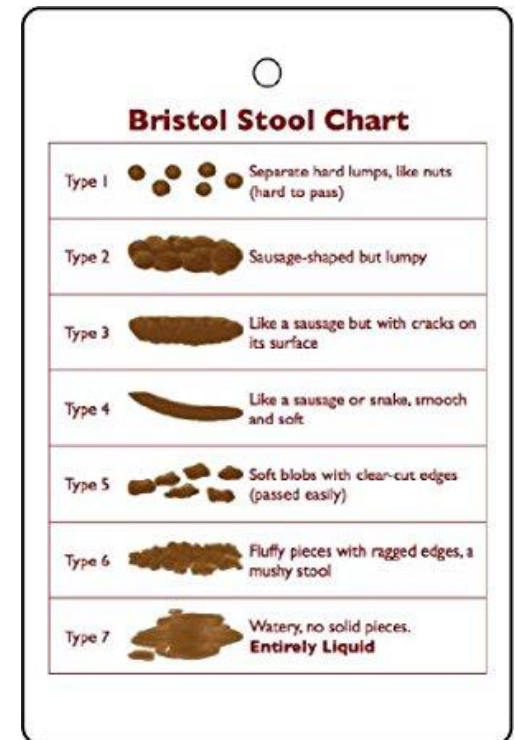 Bristol Stool Chart
Type 1
Separate hard lumps, like nuts
(hard to pass)
Type 2
Sausage-shaped but lumpy
Type 3
Like a sausage but with cracks on
its surface
Type 4
Like a sausage or snake, smooth
and soft
Type 5
Soft blobs with clear-cut edges
(passed easily)
Type 6
Fluffy pieces with ragged edges, a
mushy stool
Type 7
Watery, no solid pieces.
Entirely Liquid